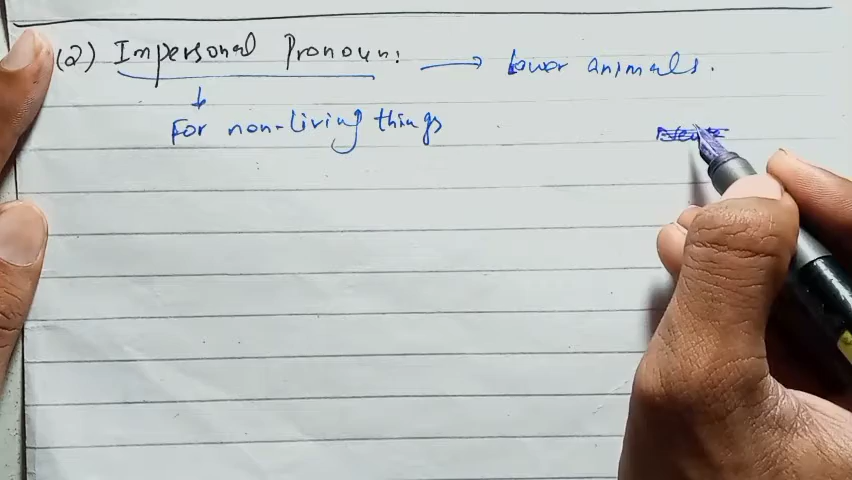 (2) Impersonal Pronoun: → lower animals.
↓
For non-living things